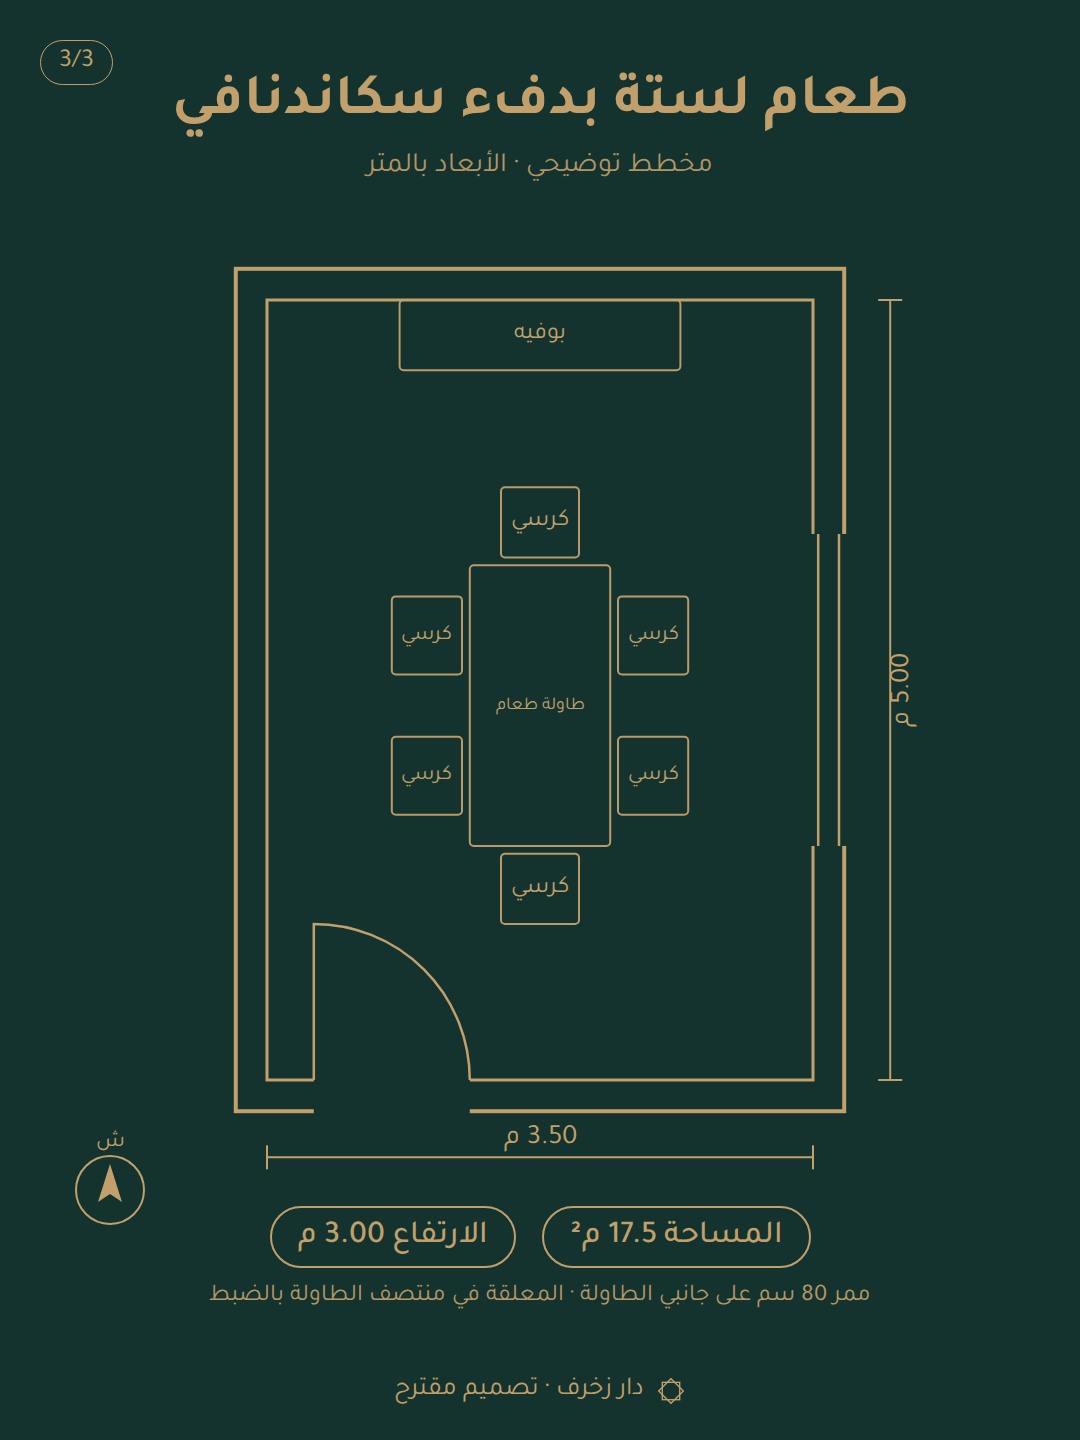 3/3
طعام لستة بدفء سكاندنافي
مخطط توضيحي · الأبعاد بالمتر
بوفيه
كرسي
كرسي
كرسي
طاولة طعام
كرسي
كرسي
كرسي
5.00 م
3.50 م
ش
المساحة 17.5 م²
الارتفاع 3.00 م
ممر 80 سم على جانبي الطاولة · المعلقة في منتصف الطاولة بالضبط
دار زخرف · تصميم مقترح